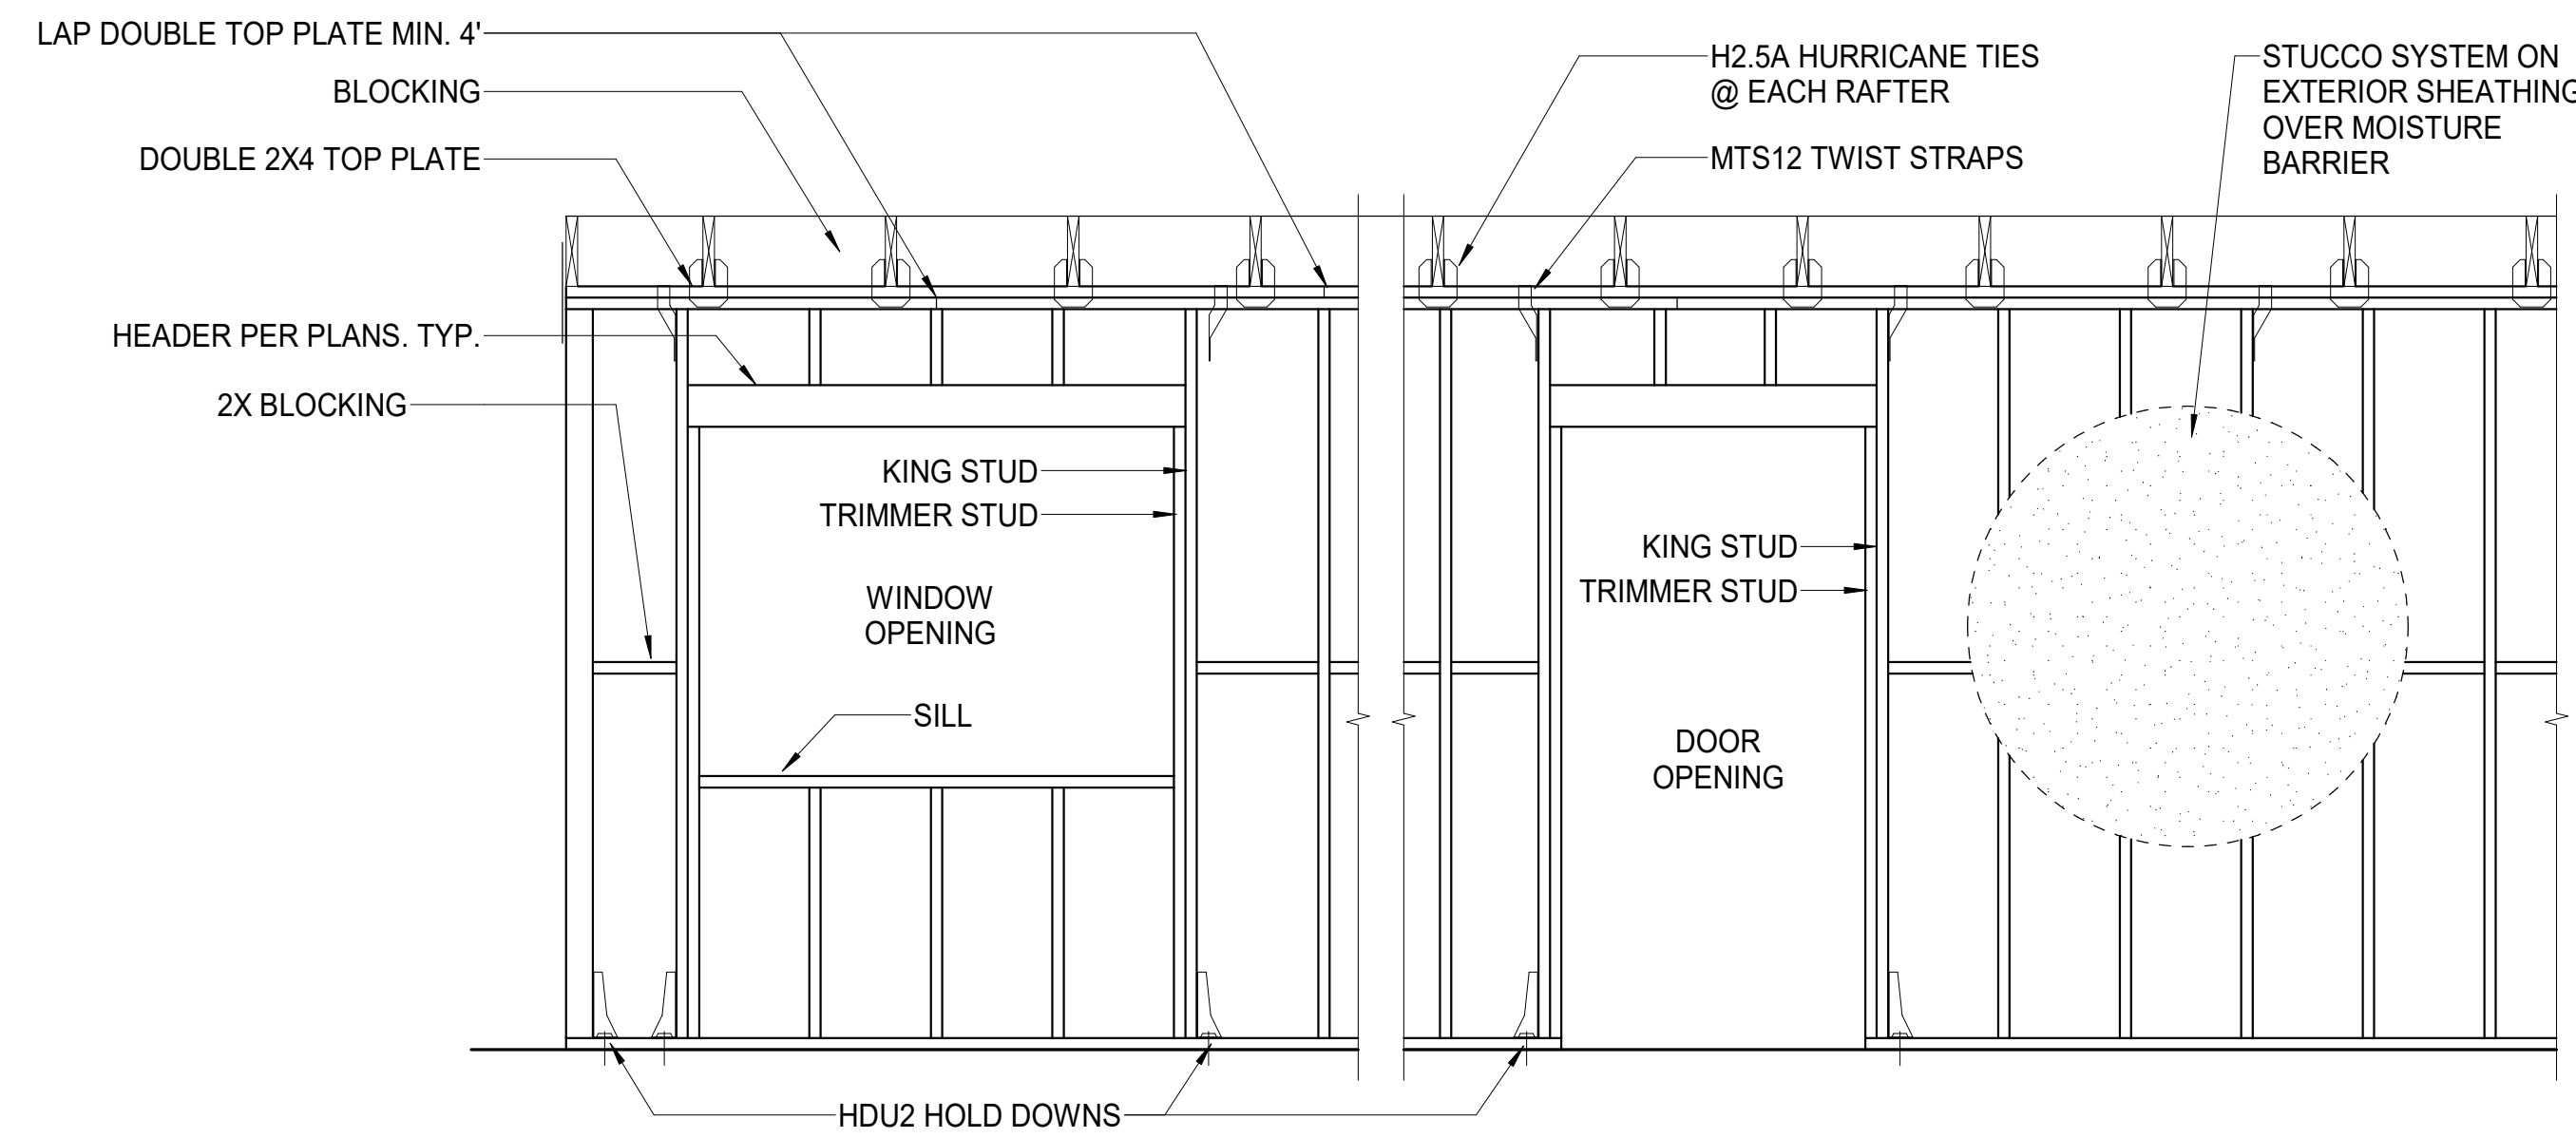 LAP DOUBLE TOP PLATE MIN. 4'
BLOCKING
DOUBLE 2X4 TOP PLATE
HEADER PER PLANS. TYP.
2X BLOCKING
H2.5A HURRICANE TIES
@ EACH RAFTER
MTS12 TWIST STRAPS
STUCCO SYSTEM ON
EXTERIOR SHEATHING
OVER MOISTURE
BARRIER
KING STUD
TRIMMER STUD
WINDOW
OPENING
SILL
KING STUD
TRIMMER STUD
DOOR
OPENING
HDU2 HOLD DOWNS